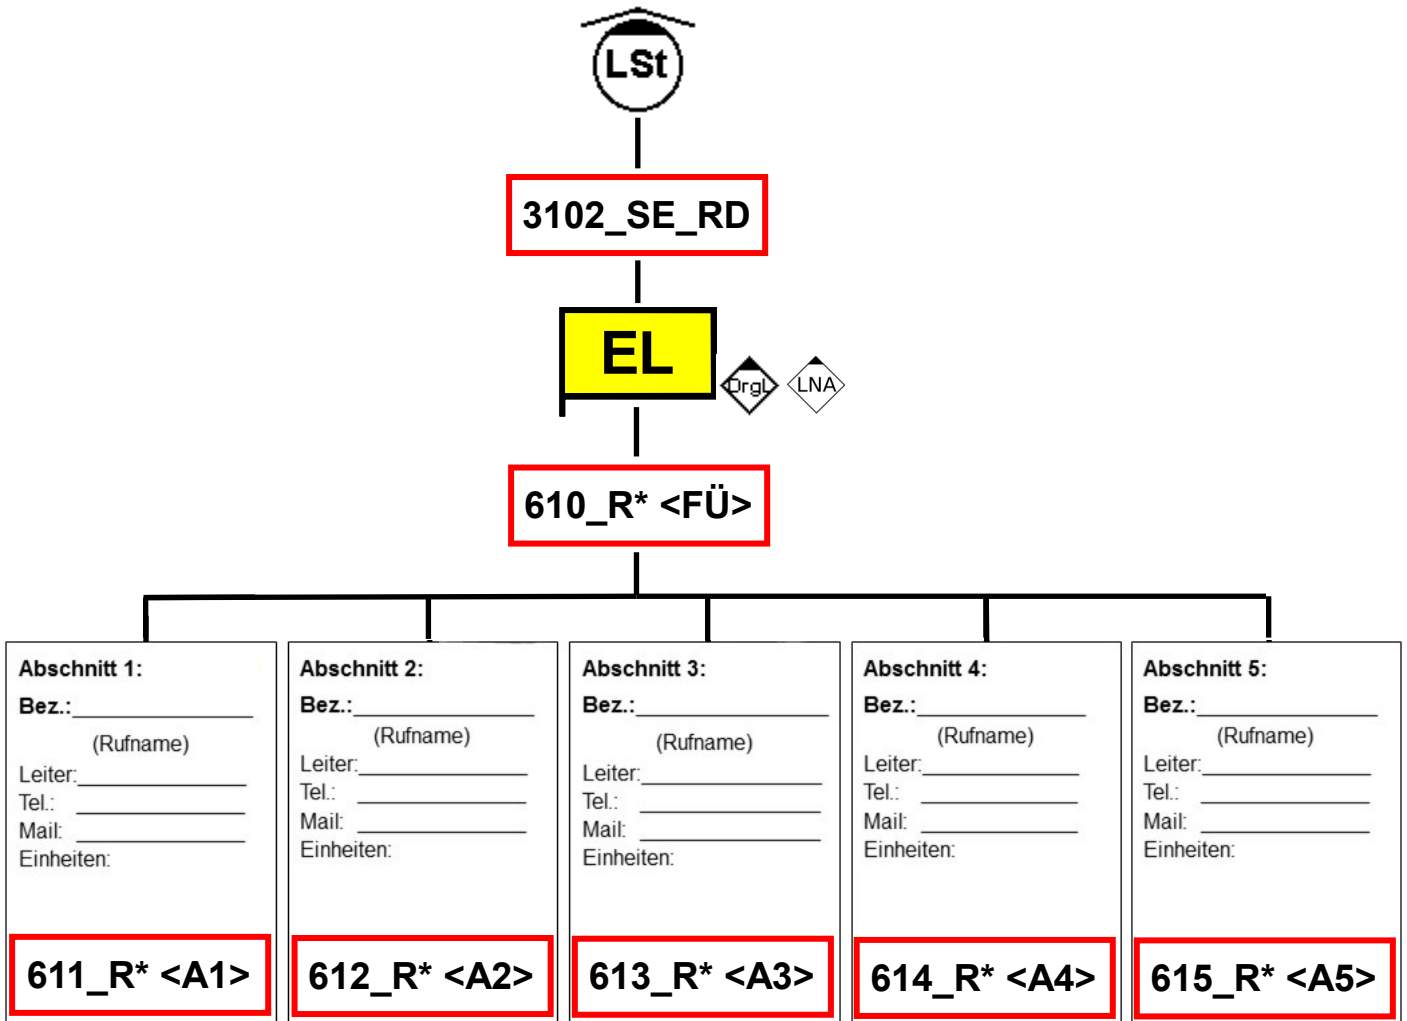 LSt
3102_SE_RD
EL
OrgL
LNA
610_R* <FÜ>
Abschnitt 1:
Bez.:
(Rufname)
Leiter:
Tel.:
Mail:
Einheiten:
611_R* <A1>
Abschnitt 2:
Bez.:
(Rufname)
Leiter:
Tel.:
Mail:
Einheiten:
612_R* <A2>
Abschnitt 3:
Bez.:
(Rufname)
Leiter:
Tel.:
Mail:
Einheiten:
613_R* <A3>
Abschnitt 4:
Bez.:
(Rufname)
Leiter:
Tel.:
Mail:
Einheiten:
614_R* <A4>
Abschnitt 5:
Bez.:
(Rufname)
Leiter:
Tel.:
Mail:
Einheiten:
615_R* <A5>